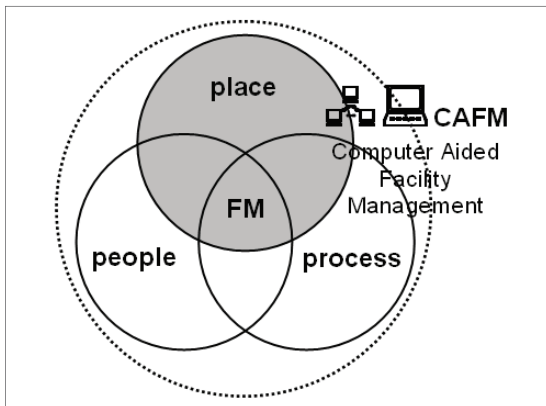 place
CAFM
Computer Aided
Facility
Management
FM
people
process